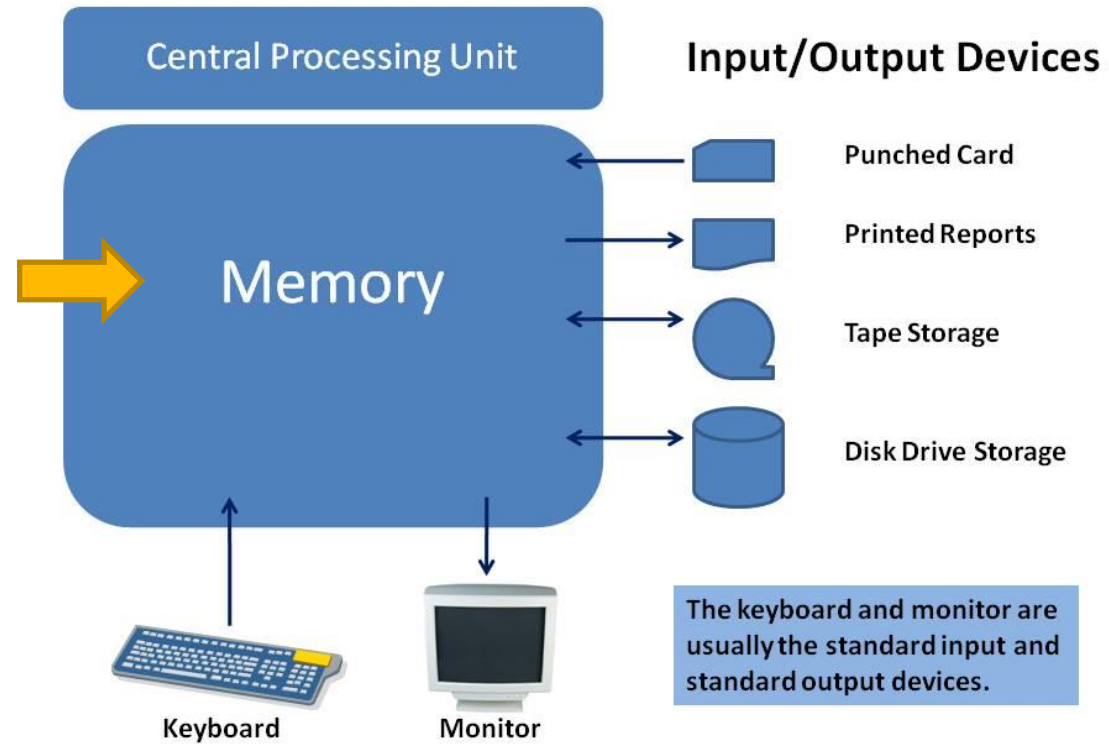 Central Processing Unit
Input/Output Devices
Memory
Punched Card
Printed Reports
Tape Storage
Disk Drive Storage
Keyboard
Monitor
The keyboard and monitor are
usually the standard input and
standard output devices.